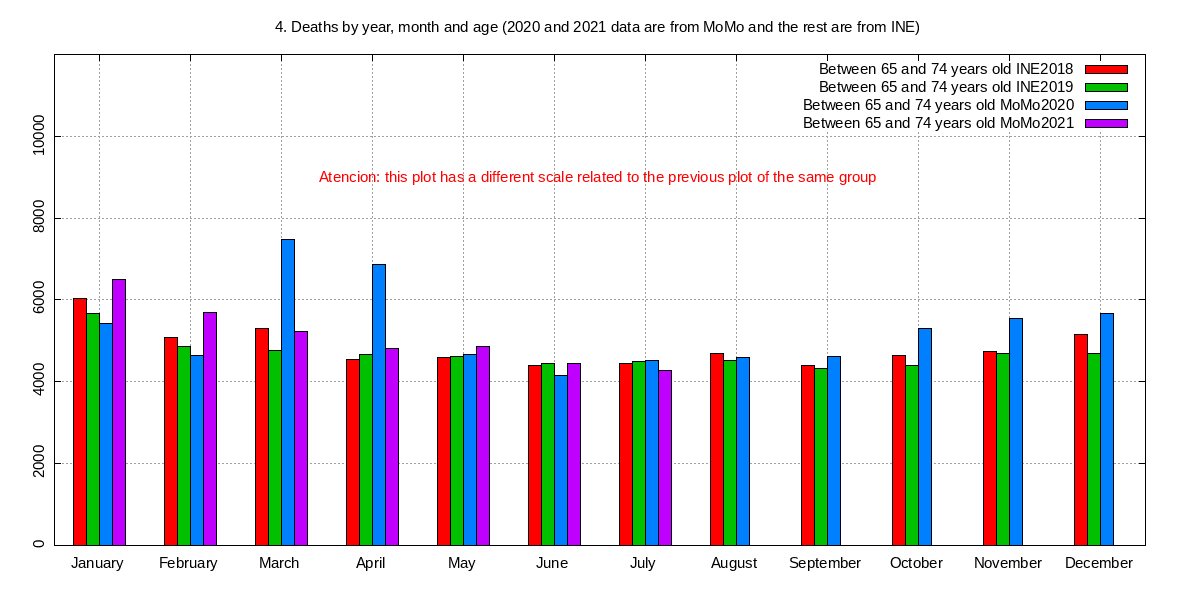 4. Deaths by year, month and age (2020 and 2021 data are from MoMo and the rest are from INE)
Between 65 and 74 years old INE2018
Between 65 and 74 years old INE2019
Between 65 and 74 years old MoMo2020
Between 65 and 74 years old MoMo2021
Atencion: this plot has a different scale related to the previous plot of the same group
10000
8000
6000
4000
2000
0
January February March April May June July August September October November December